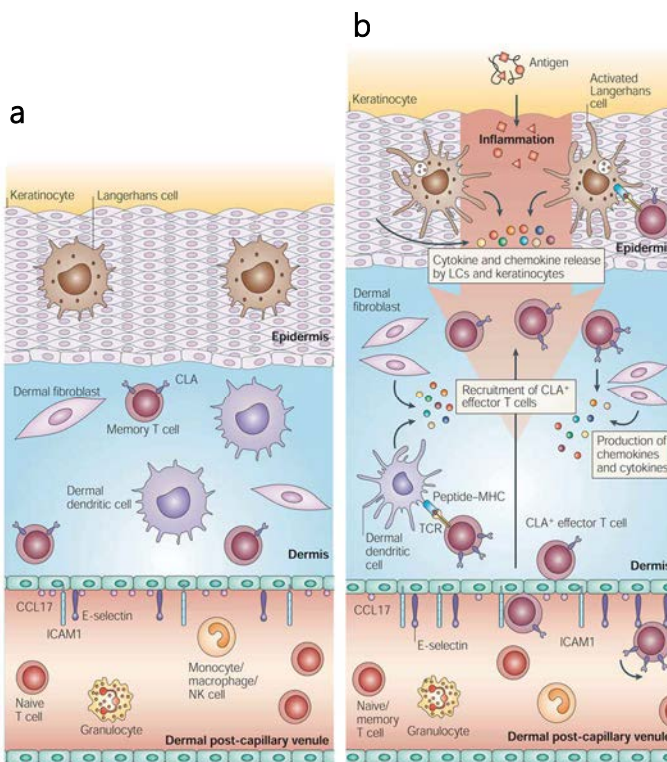 a
Keratinocyte
Langerhans cell
Epidermis
Dermal fibroblast
CLA
Memory T cell
Dermal
dendritic cell
Dermis
CCL17
E-selectin
ICAM1
Monocyte/
macrophage/
NK cell
Naive
T cell
Granulocyte
Dermal post-capillary venule
b
Antigen
Keratinocyte
Activated
Langerhans
cell
Inflammation
Epidermis
Cytokine and chemokine release
by LCs and keratinocytes
Dermal
fibroblast
Recruitment of CLA⁺
effector T cells
Production of
chemokines
and cytokines
Peptide–MHC
TCR
CLA⁺ effector T cell
Dermal
dendritic
cell
Dermis
CCL17
E-selectin
ICAM1
Naive/
memory
T cell
Granulocyte
Dermal post-capillary venule